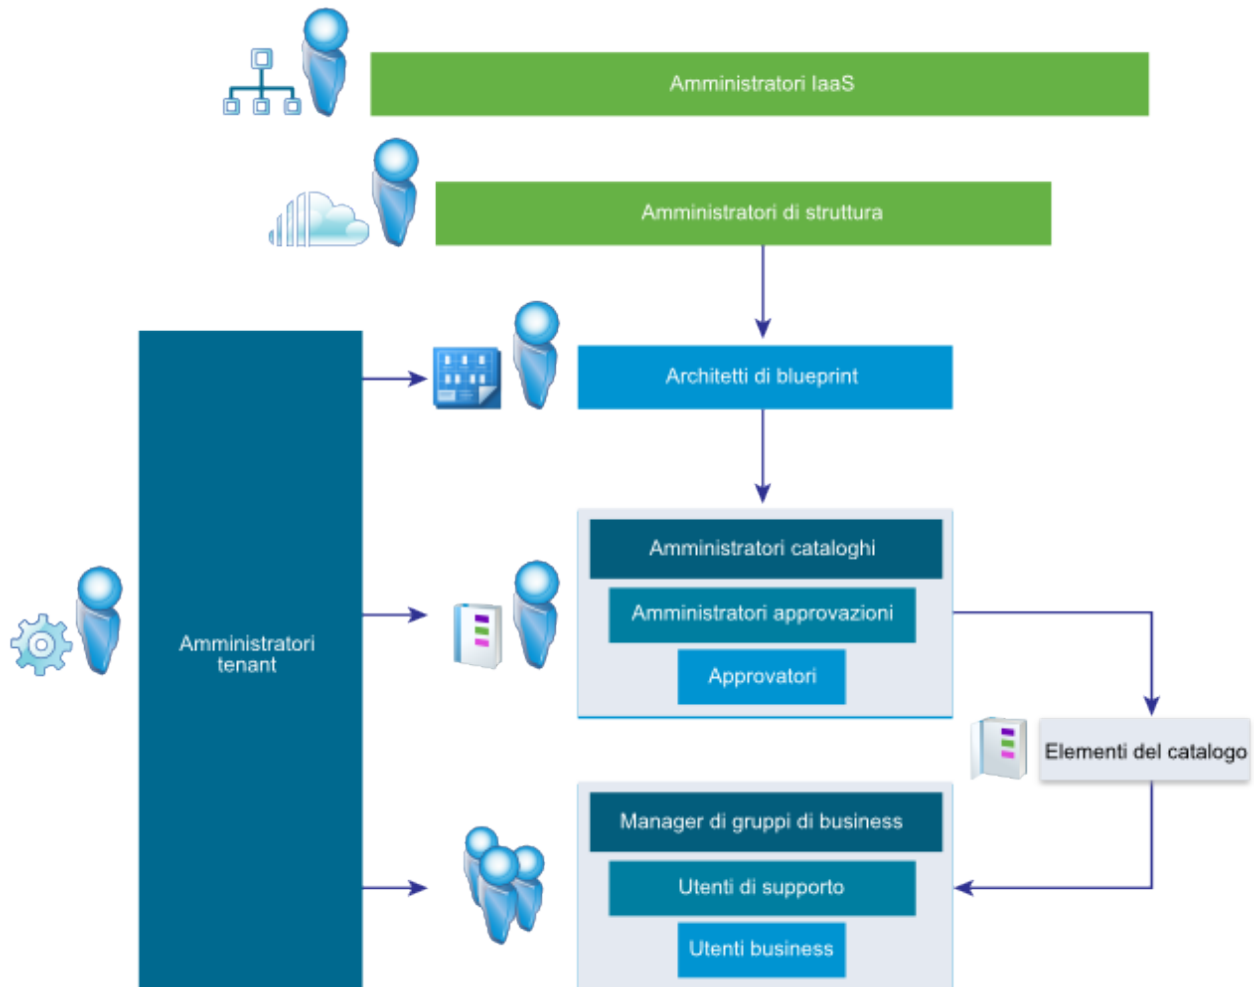 Amministratori IaaS
Amministratori di struttura
Architetti di blueprint
Amministratori cataloghi
Amministratori approvazioni
Approvatori
Amministratori
tenant
Elementi del catalogo
Manager di gruppi di business
Utenti di supporto
Utenti business